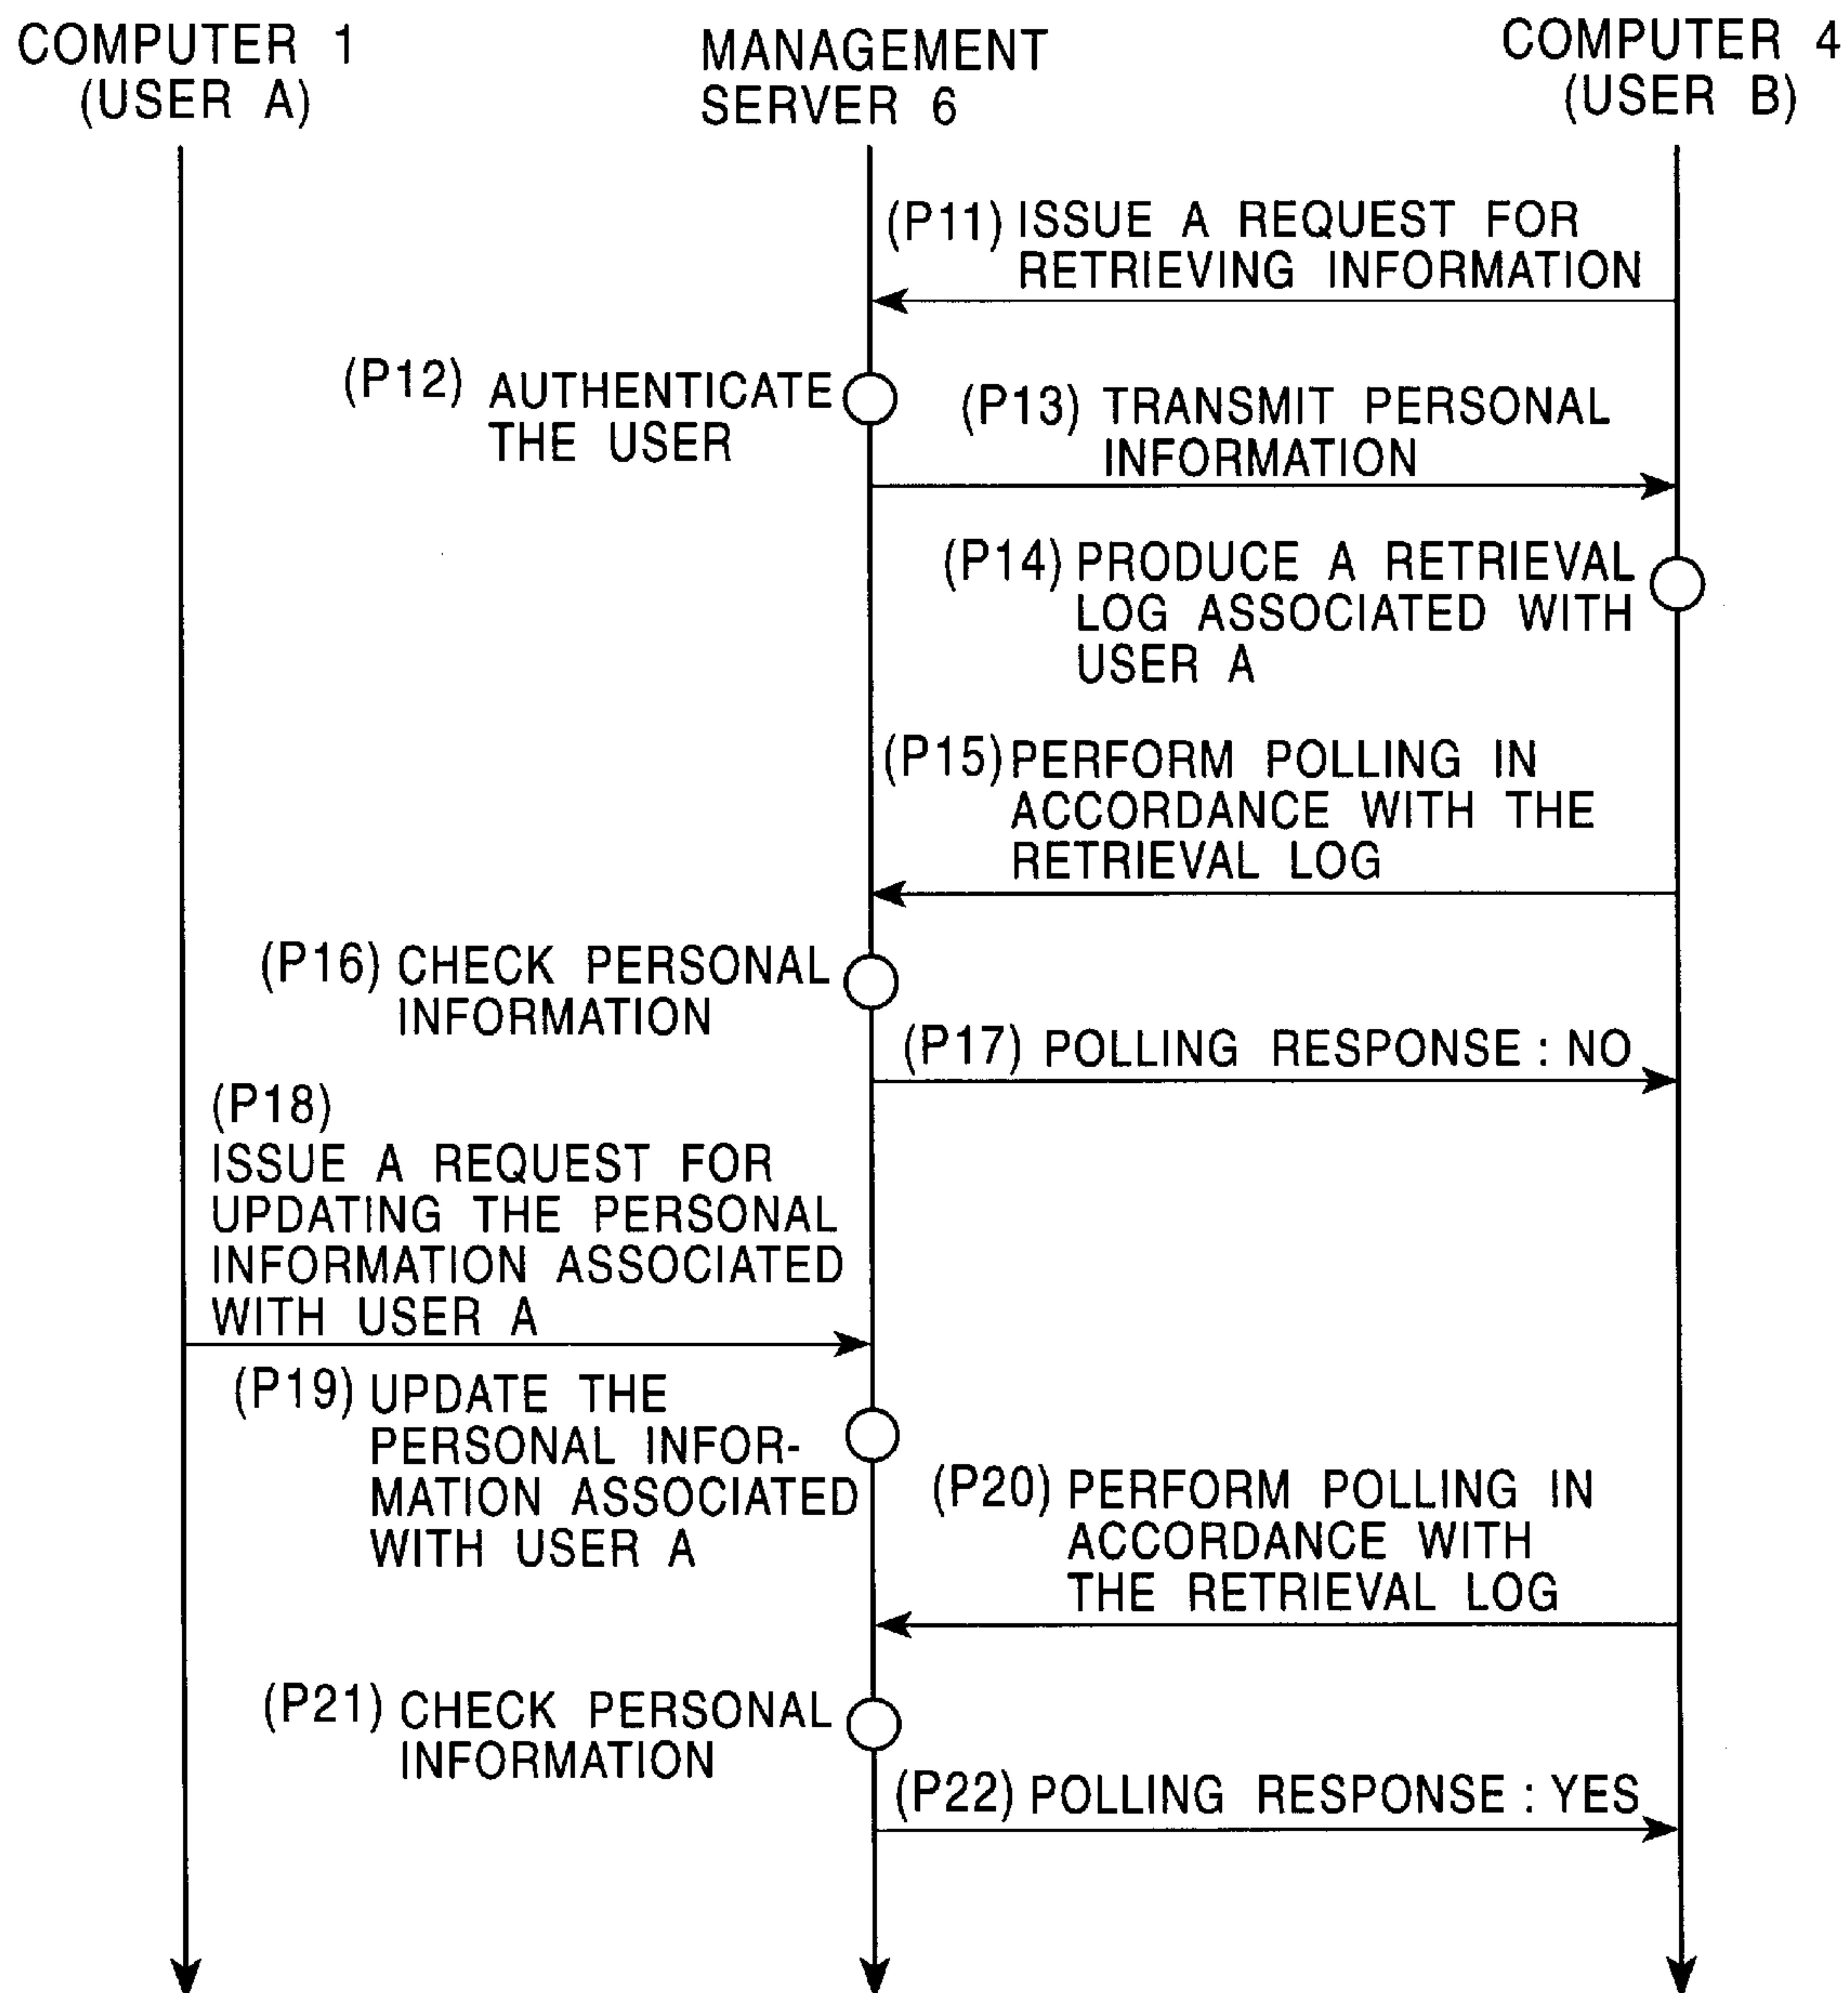 COMPUTER 1
(USER A)
MANAGEMENT
SERVER 6
COMPUTER 4
(USER B)
(P11) ISSUE A REQUEST FOR
RETRIEVING INFORMATION
(P12) AUTHENTICATE
THE USER
(P13) TRANSMIT PERSONAL
INFORMATION
(P14) PRODUCE A RETRIEVAL
LOG ASSOCIATED WITH
USER A
(P15) PERFORM POLLING IN
ACCORDANCE WITH THE
RETRIEVAL LOG
(P16) CHECK PERSONAL
INFORMATION
(P17) POLLING RESPONSE : NO
(P18)
ISSUE A REQUEST FOR
UPDATING THE PERSONAL
INFORMATION ASSOCIATED
WITH USER A
(P19) UPDATE THE
PERSONAL INFOR-
MATION ASSOCIATED
WITH USER A
(P20) PERFORM POLLING IN
ACCORDANCE WITH
THE RETRIEVAL LOG
(P21) CHECK PERSONAL
INFORMATION
(P22) POLLING RESPONSE : YES